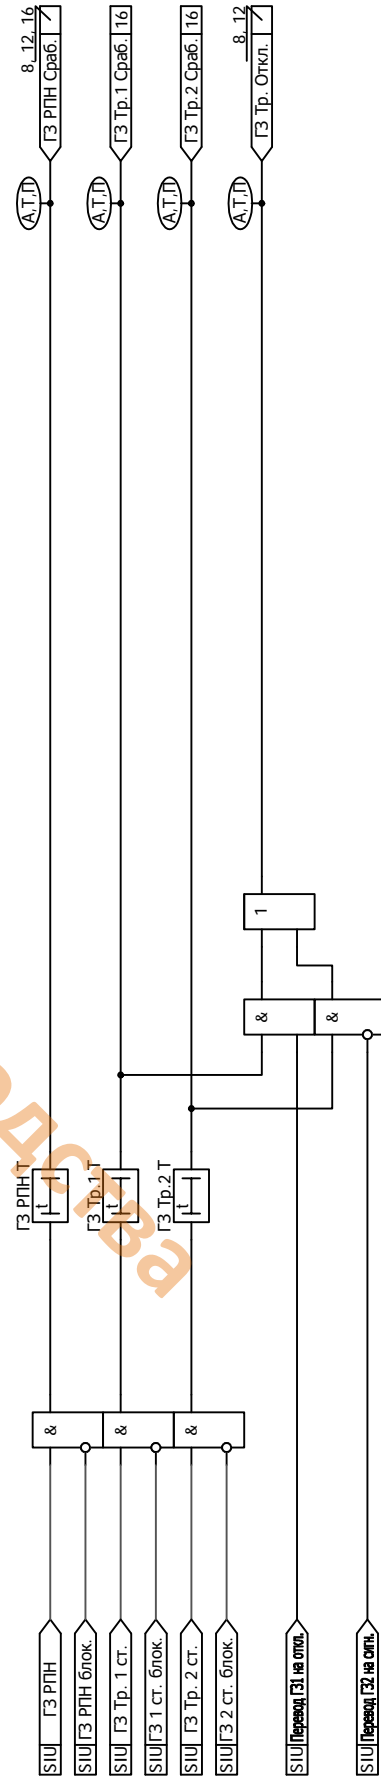 8, 12, 16
ГЗ РПН Сраб.
А,Т,П
ГЗ Тр.1 Сраб. 16
А,Т,П
ГЗ Тр.2 Сраб. 16
А,Т,П
8, 12
ГЗ Тр. Откл.
А,Т,П
1
&
&
ГЗ РПН Т
t
ГЗ Тр.1 Т
t
ГЗ Тр.2 Т
t
одства
&
&
&
SIU ГЗ РПН
SIU ГЗ РПН блок.
SIU ГЗ Тр. 1 ст.
SIU ГЗ 1 ст. блок.
SIU ГЗ Тр. 2 ст.
SIU ГЗ 2 ст. блок.
SIU Перевод ГЗ1 на откл.
SIU Перевод ГЗ2 на сигн.